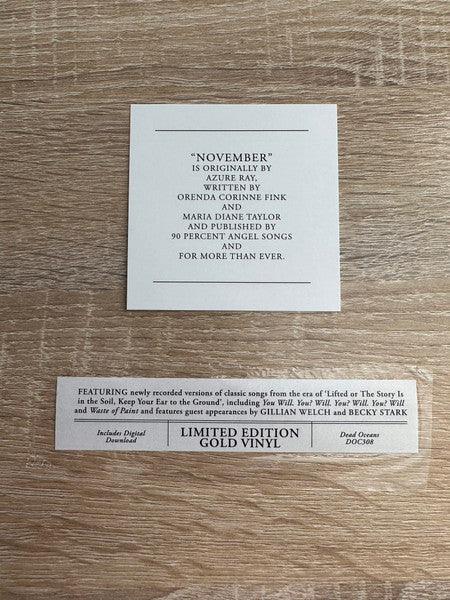 “NOVEMBER”
IS ORIGINALLY BY
AZURE RAY,
WRITTEN BY
ORENDA CORINNE FINK
AND
MARIA DIANE TAYLOR
AND PUBLISHED BY
90 PERCENT ANGEL SONGS
AND
FOR MORE THAN EVER.
FEATURING newly recorded versions of classic songs from the era of ‘Lifted or The Story Is
in the Soil, Keep Your Ear to the Ground’, including You Will. You? Will. You? Will. You? Will
and Waste of Paint and features guest appearances by GILLIAN WELCH and BECKY STARK
Includes Digital
Download
LIMITED EDITION
GOLD VINYL
Dead Oceans
DOC308